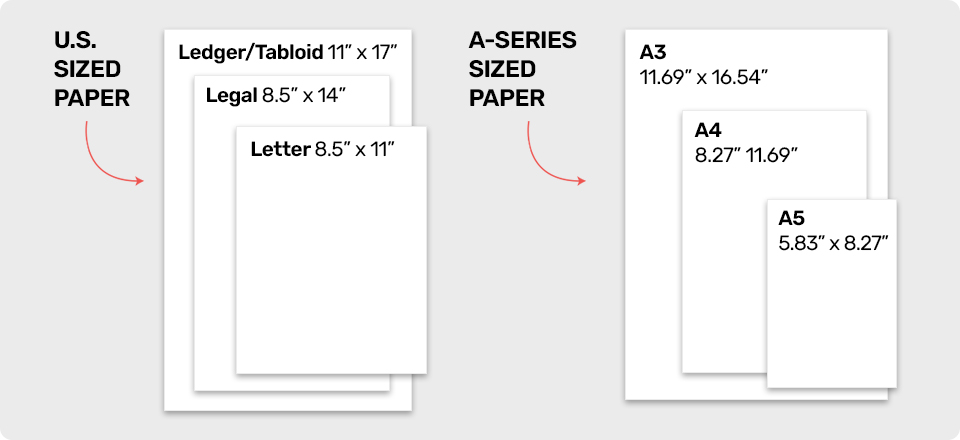 U.S.
SIZED
PAPER
Ledger/Tabloid 11” x 17”
Legal 8.5” x 14”
Letter 8.5” x 11”
A-SERIES
SIZED
PAPER
A3
11.69” x 16.54”
A4
8.27” 11.69”
A5
5.83” x 8.27”